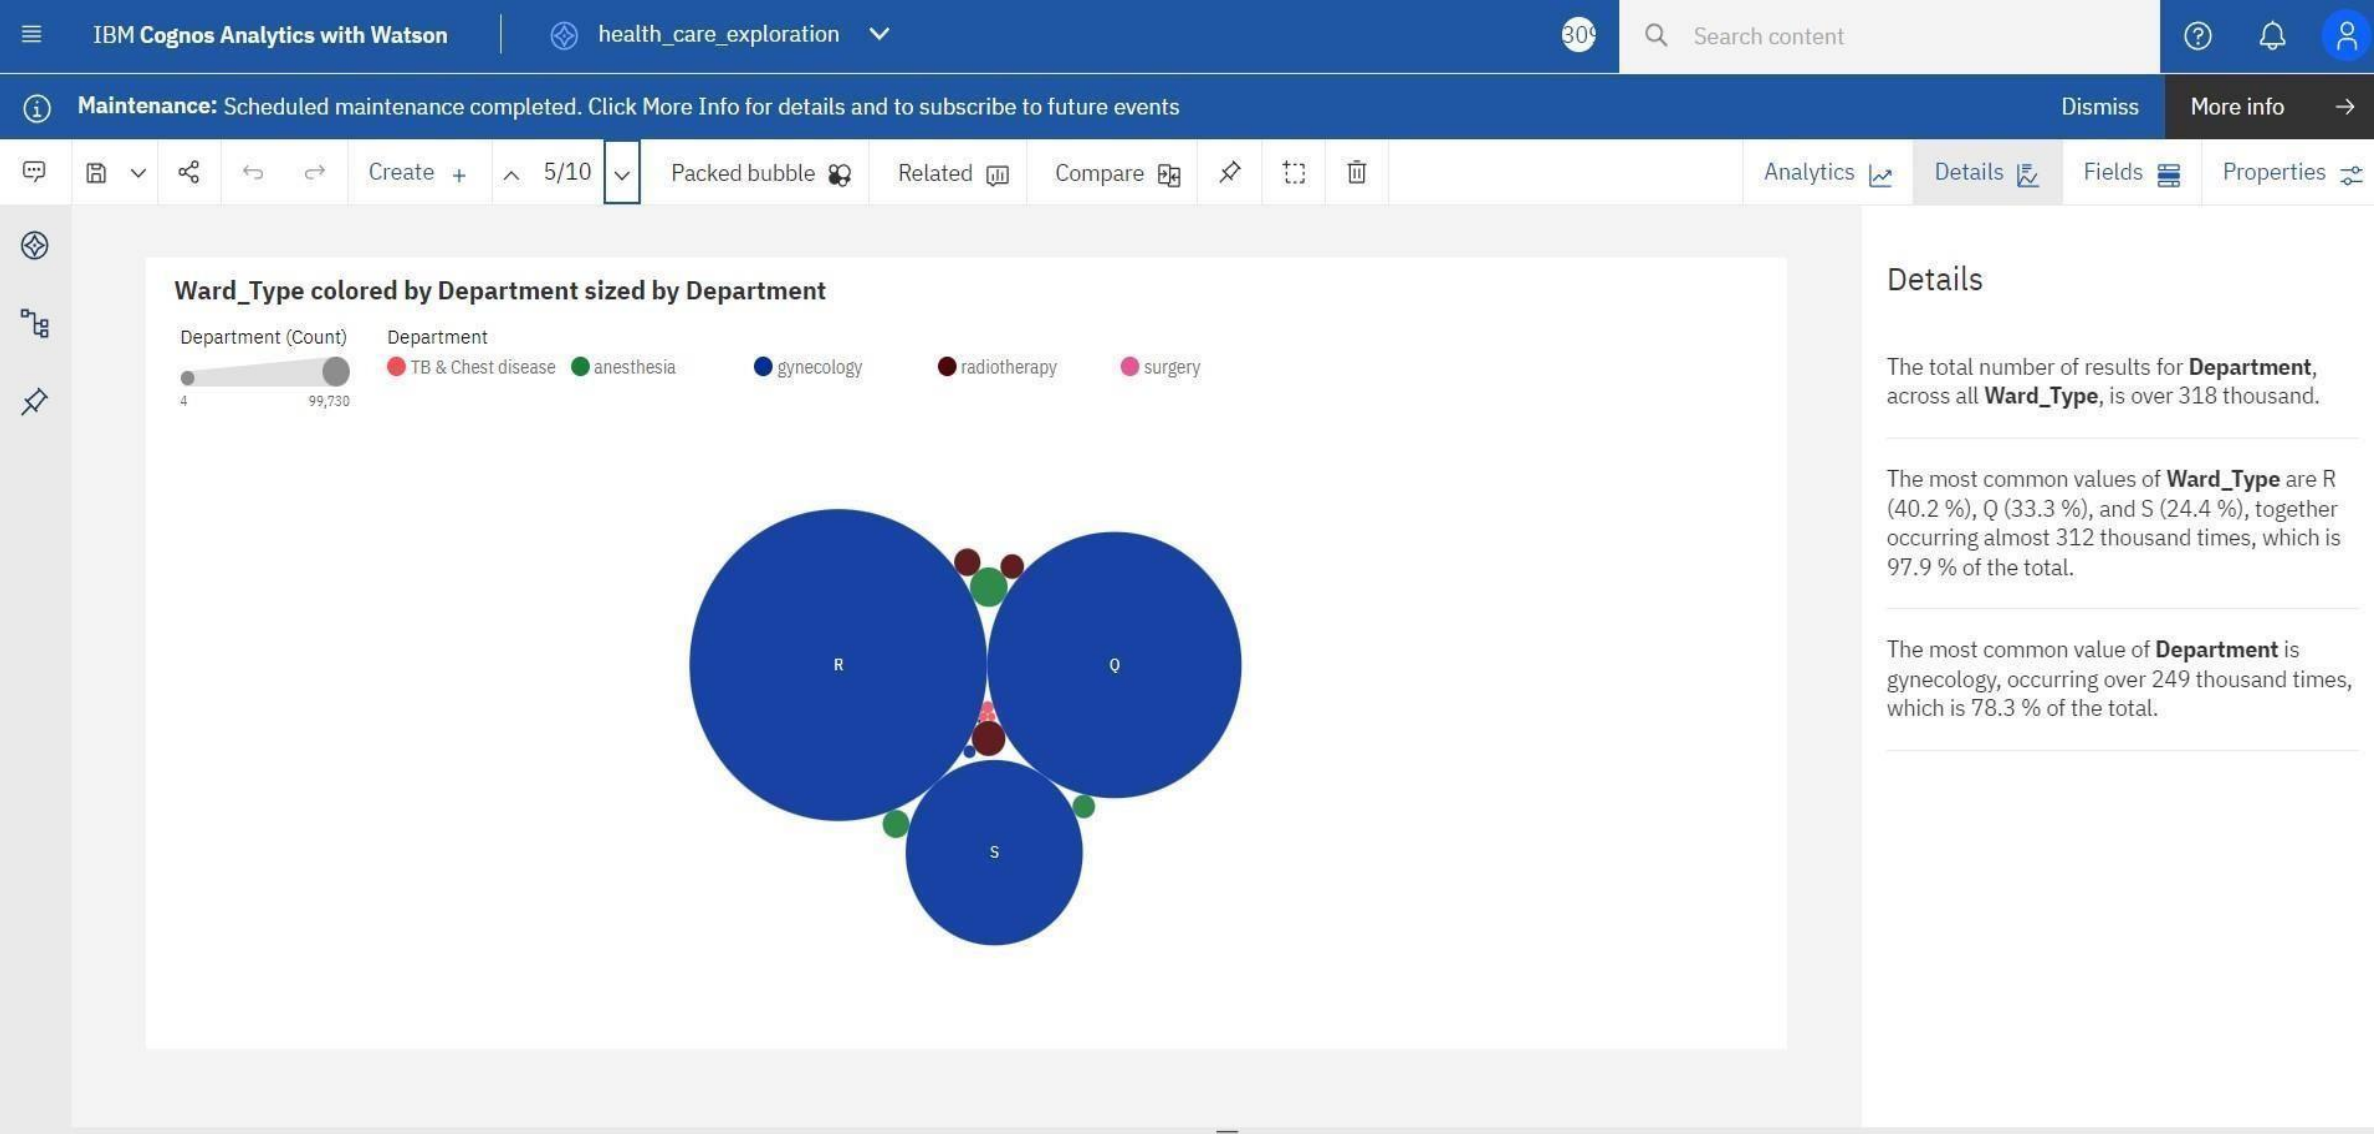 IBM Cognos Analytics with Watson
health_care_exploration
Search content
Maintenance: Scheduled maintenance completed. Click More Info for details and to subscribe to future events
Dismiss
More info
Create
5/10
Packed bubble
Related
Compare
Analytics
Details
Fields
Properties
Ward_Type colored by Department sized by Department
Department (Count)
4
99,730
Department
TB & Chest disease
anesthesia
gynecology
radiotherapy
surgery
R
Q
S
Details
The total number of results for Department,
across all Ward_Type, is over 318 thousand.
The most common values of Ward_Type are R
(40.2 %), Q (33.3 %), and S (24.4 %), together
occurring almost 312 thousand times, which is
97.9 % of the total.
The most common value of Department is
gynecology, occurring over 249 thousand times,
which is 78.3 % of the total.